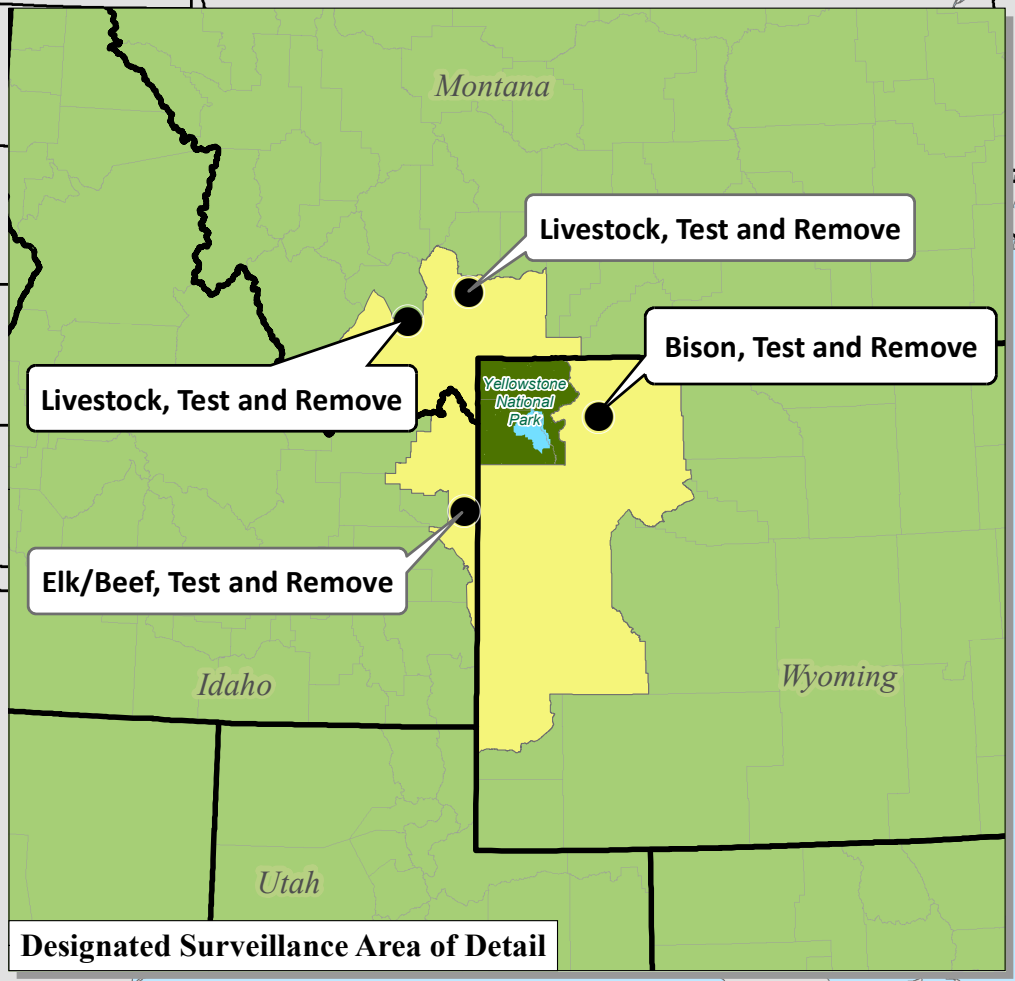 Montana
Livestock, Test and Remove
Bison, Test and Remove
Yellowstone
National
Park
Livestock, Test and Remove
Elk/Beef, Test and Remove
Idaho
Wyoming
Utah
Designated Surveillance Area of Detail